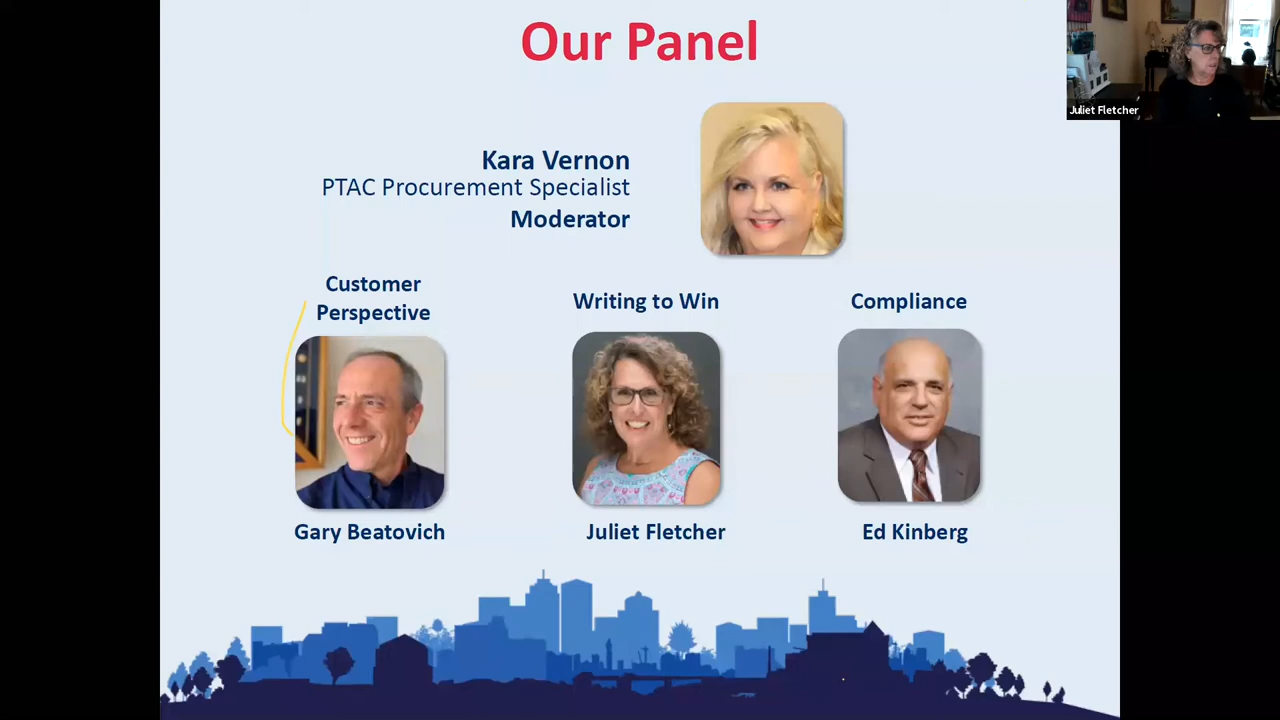 Our Panel
Juliet Fletcher
Kara Vernon
PTAC Procurement Specialist
Moderator
Customer
Perspective
Writing to Win
Compliance
Gary Beatovich
Juliet Fletcher
Ed Kinberg